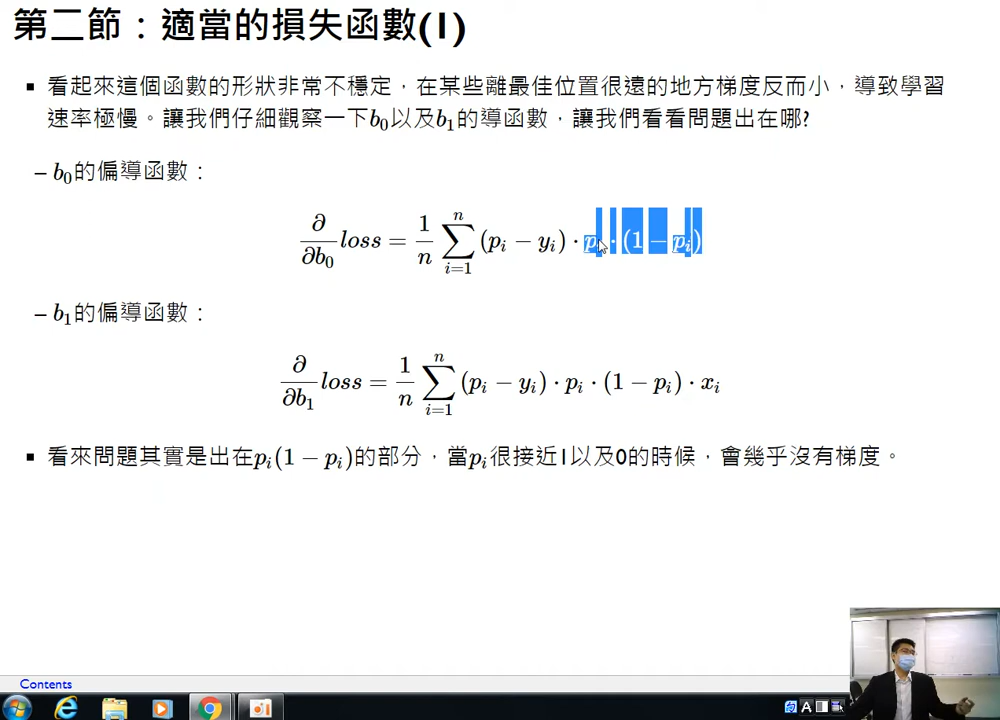 第二節：適當的損失函數(1)
▪ 看起來這個函數的形狀非常不穩定，在某些離最佳位置很遠的地方梯度反而小，導致學習
速率極慢。讓我們仔細觀察一下b₀以及b₁的導函數，讓我們看看問題出在哪?
– b₀的偏導函數：
∂/∂b₀ loss = 1/n ∑ᵢ₌₁ⁿ (pᵢ − yᵢ) · pᵢ · (1 − pᵢ)
– b₁的偏導函數：
∂/∂b₁ loss = 1/n ∑ᵢ₌₁ⁿ (pᵢ − yᵢ) · pᵢ · (1 − pᵢ) · xᵢ
▪ 看來問題其實是出在pᵢ(1 − pᵢ)的部分，當pᵢ很接近1以及0的時候，會幾乎沒有梯度。
Contents
A